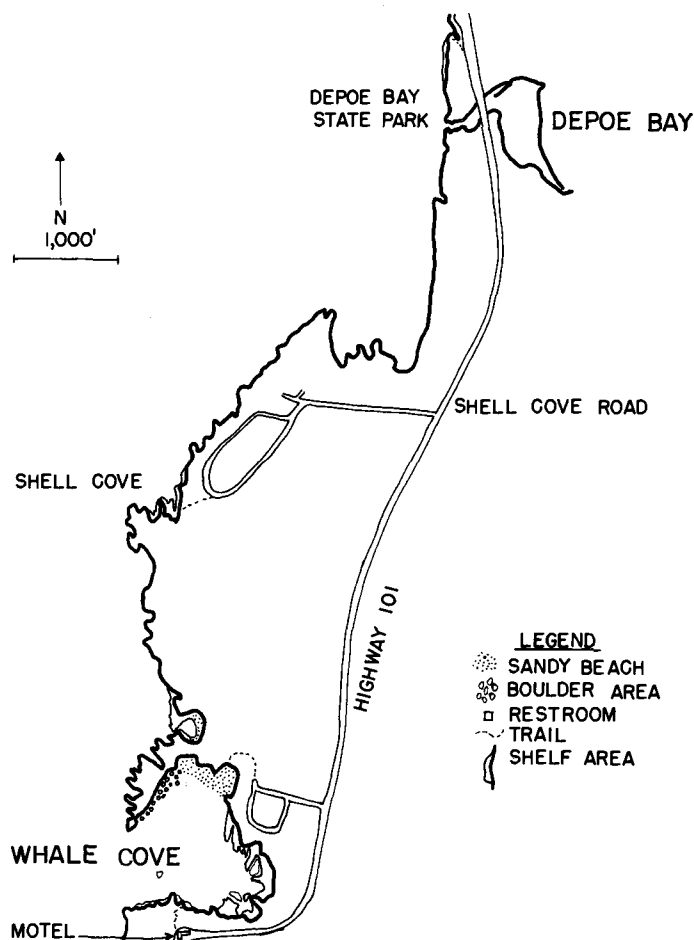 DEPOE BAY
STATE PARK
DEPOE BAY
N
1,000'
SHELL COVE ROAD
SHELL COVE
HIGHWAY 101
LEGEND
SANDY BEACH
BOULDER AREA
RESTROOM
TRAIL
SHELF AREA
WHALE COVE
MOTEL